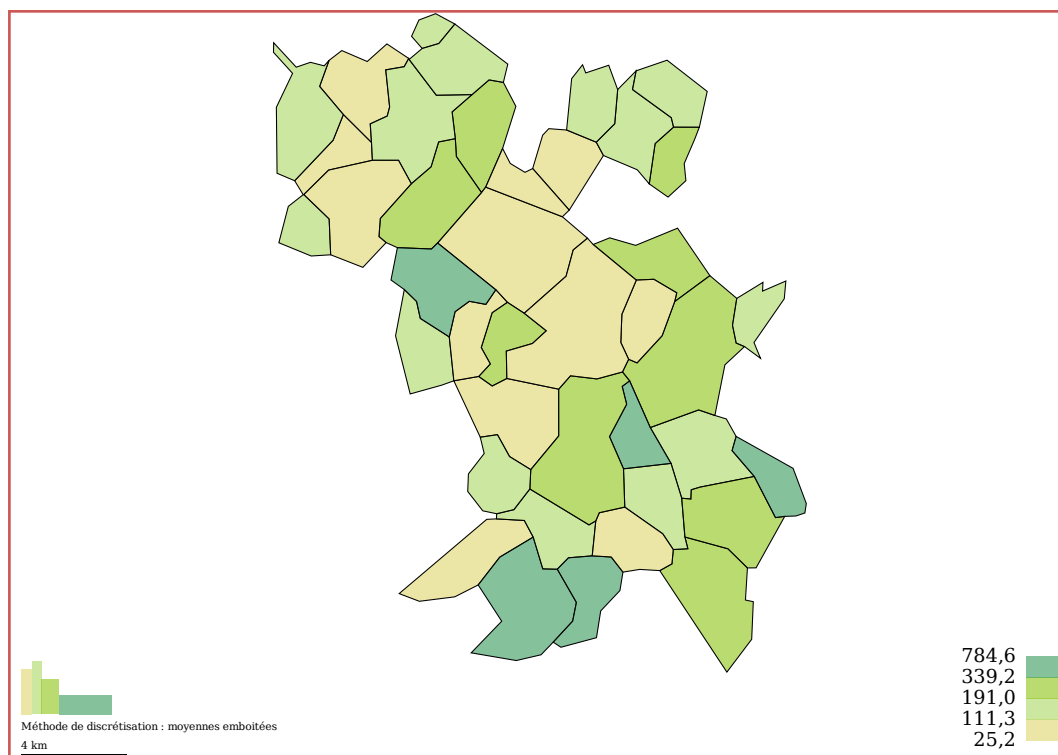 784,6
339,2
191,0
111,3
25,2
Méthode de discrétisation : moyennes emboitées
4 km